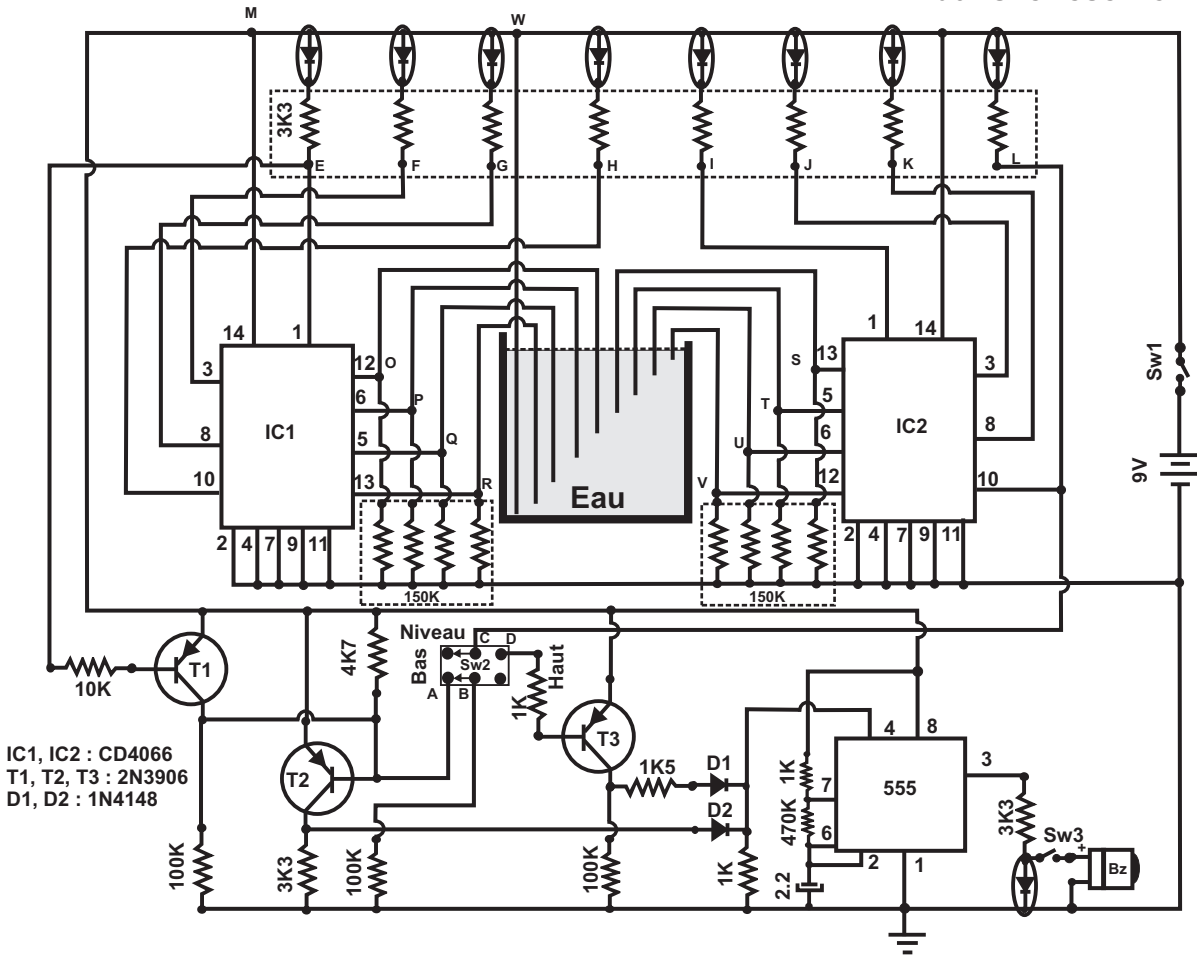 M
W
3K3
E
F
G
H
I
J
K
L
14
1
3
8
10
12
6
5
13
O
P
Q
R
IC1
2
4
7
9
11
150K
Eau
1
14
S
13
T
5
U
6
V
12
3
8
10
IC2
2
4
7
9
11
150K
Sw1
9V
T1
10K
4K7
Niveau
Bas
Haut
C
D
Sw2
A
B
1K
T3
T2
IC1, IC2 : CD4066
T1, T2, T3 : 2N3906
D1, D2 : 1N4148
1K5
D1
D2
100K
3K3
100K
100K
1K
1K
470K
2.2
4
8
7
6
2
1
3
555
3K3
Sw3
+
Bz